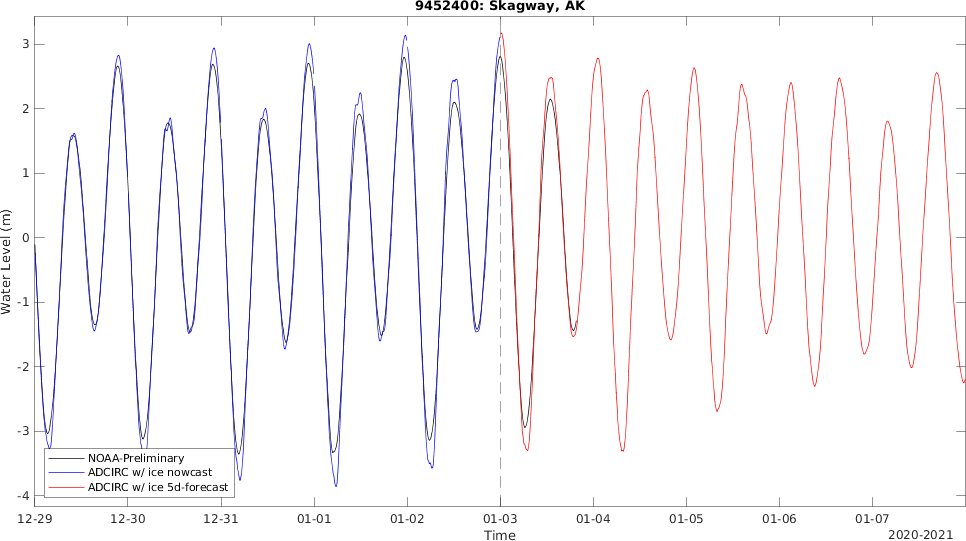 9452400: Skagway, AK
3
2
1
0
-1
-2
-3
-4
Water Level (m)
NOAA-Preliminary
ADCIRC w/ ice nowcast
ADCIRC w/ ice 5d-forecast
12-29 12-30 12-31 01-01 01-02 01-03 01-04 01-05 01-06 01-07
Time
2020-2021